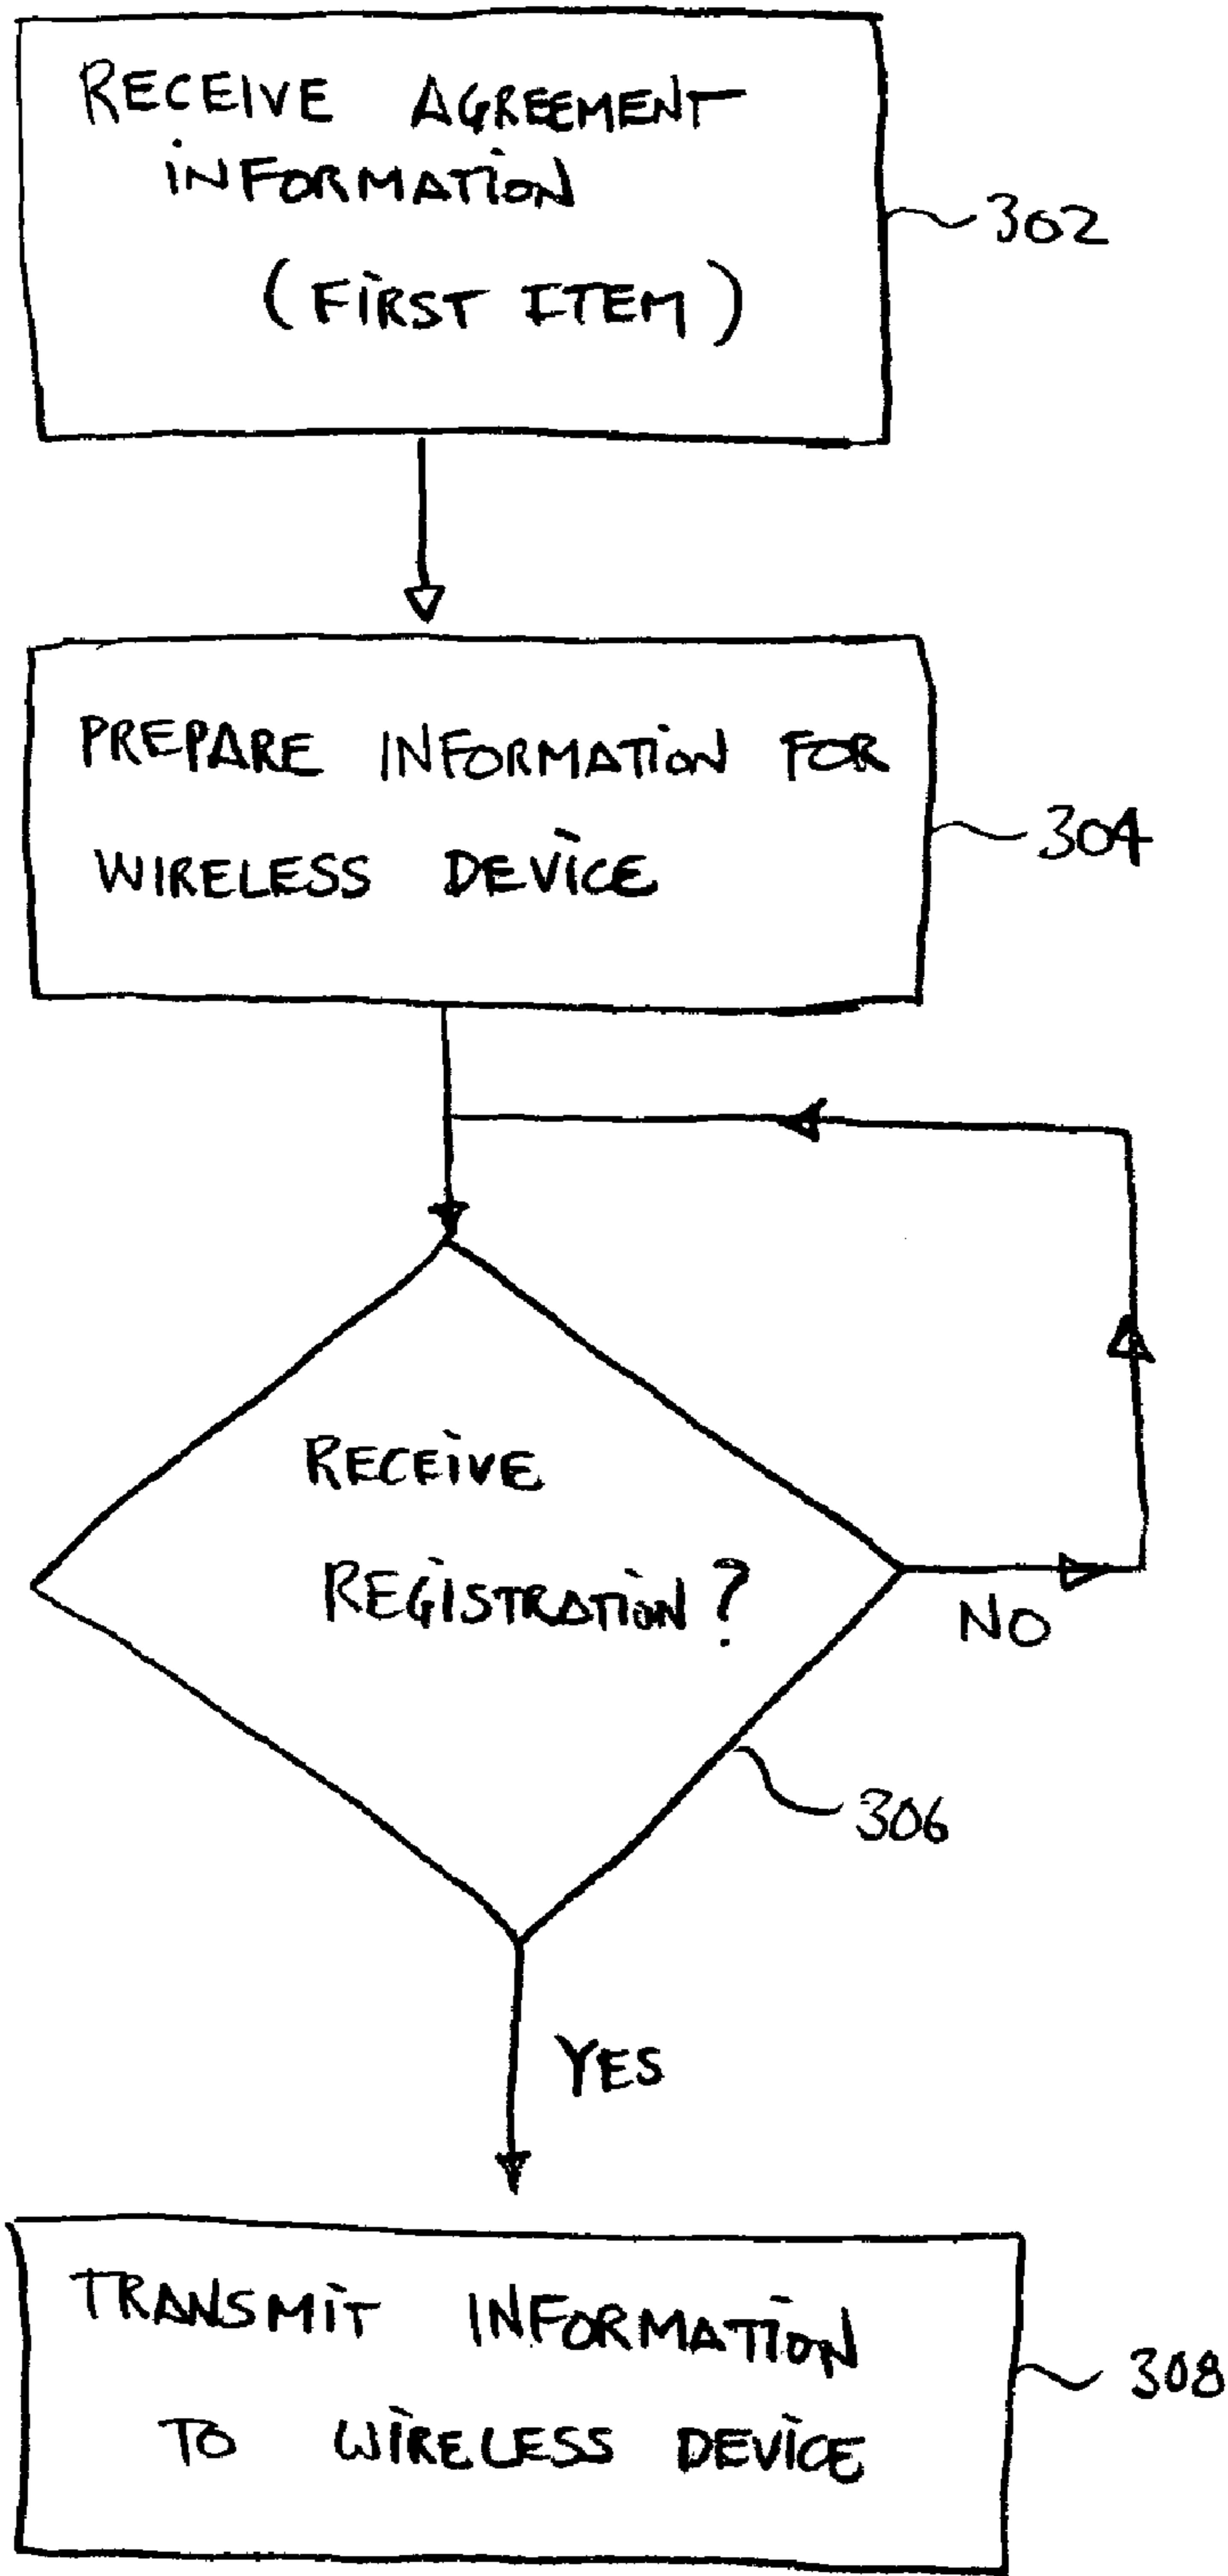 RECEIVE AGREEMENT
INFORMATION
(FIRST ITEM)
302
PREPARE INFORMATION FOR
WIRELESS DEVICE
304
RECEIVE
REGISTRATION?
NO
306
YES
TRANSMIT INFORMATION
TO WIRELESS DEVICE
308